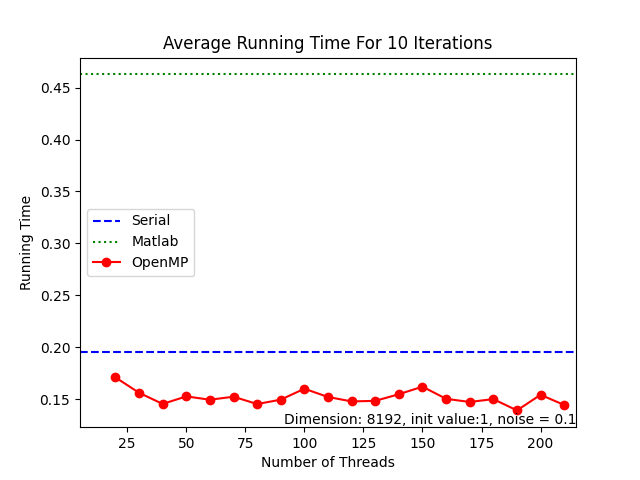 Average Running Time For 10 Iterations
Running Time
0.45
0.40
0.35
0.30
0.25
0.20
0.15
Serial
Matlab
OpenMP
Dimension: 8192, init value:1, noise = 0.1
25 50 75 100 125 150 175 200
Number of Threads